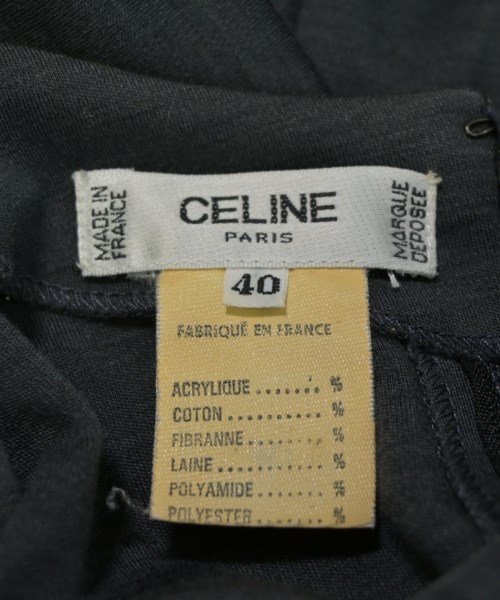 MADE IN
FRANCE
CELINE
PARIS
MARQUE
DEPOSEE
40
FABRIQUÉ EN FRANCE
ACRYLIQUE ....... %
COTON ........... %
FIBRANNE ........ %
LAINE ........... %
POLYAMIDE ....... %
POLYESTER ....... %